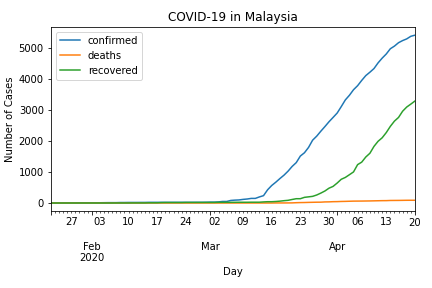 COVID-19 in Malaysia
confirmed
deaths
recovered
Number of Cases
5000
4000
3000
2000
1000
0
27 03 10 17 24 02 09 16 23 30 06 13 20
Feb Mar Apr
2020
Day